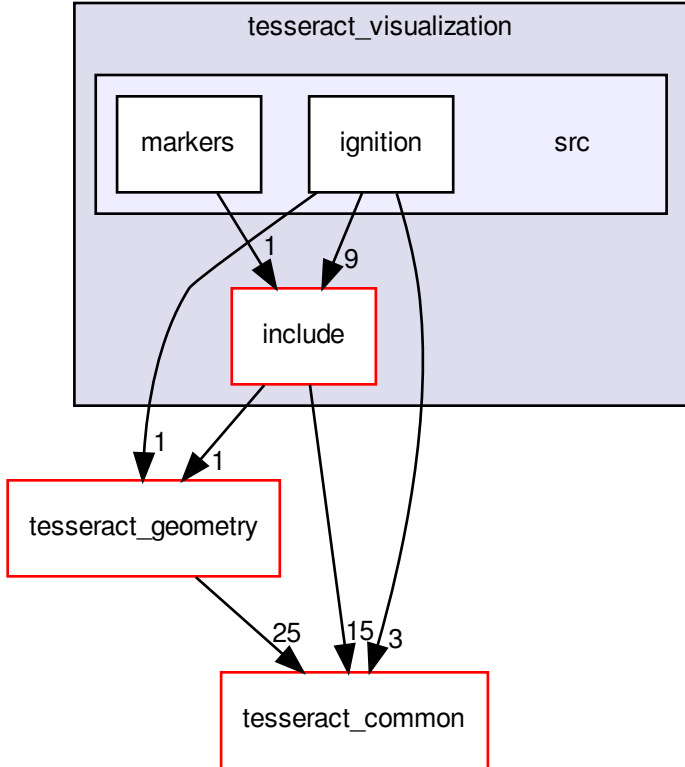 tesseract_visualization
markers
ignition
src
1
9
include
1
1
tesseract_geometry
25
15
3
tesseract_common